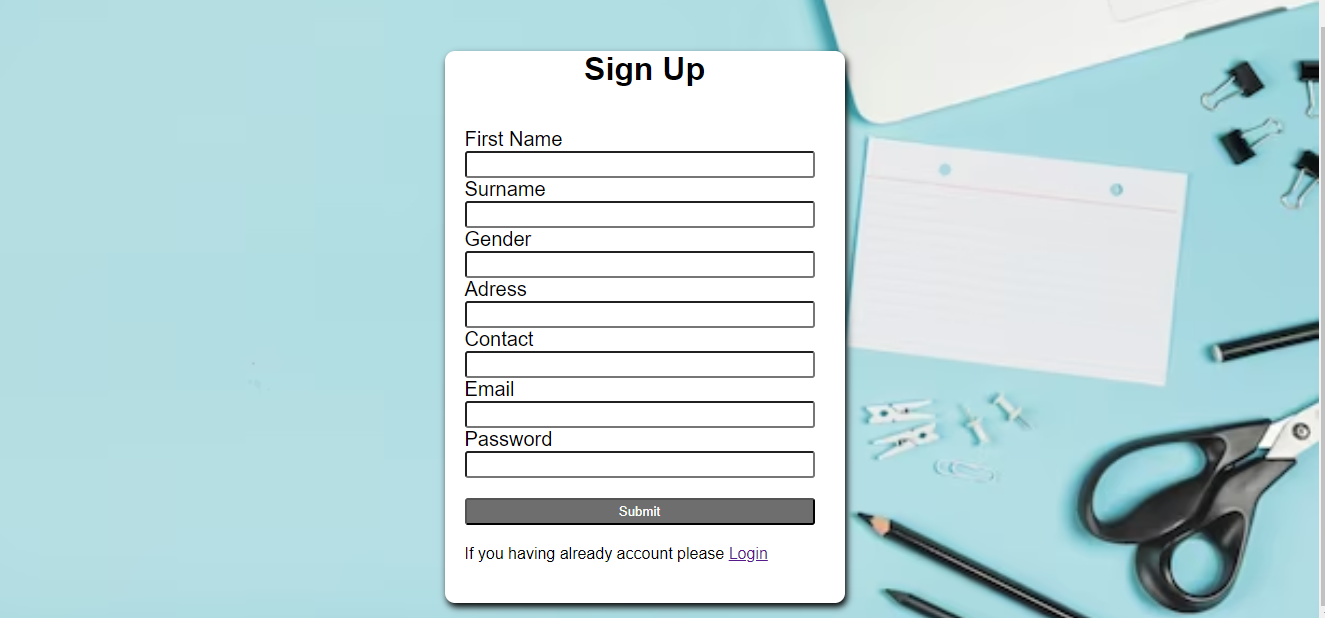 Sign Up
First Name
Surname
Gender
Adress
Contact
Email
Password
Submit
If you having already account please Login